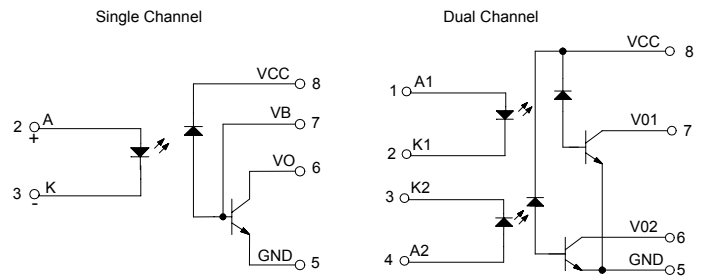 Single Channel
Dual Channel
VCC 8
VB 7
2 A
+
VO 6
3 K
-
GND 5
VCC 8
1 A1
V01 7
2 K1
3 K2
V02 6
4 A2
GND 5